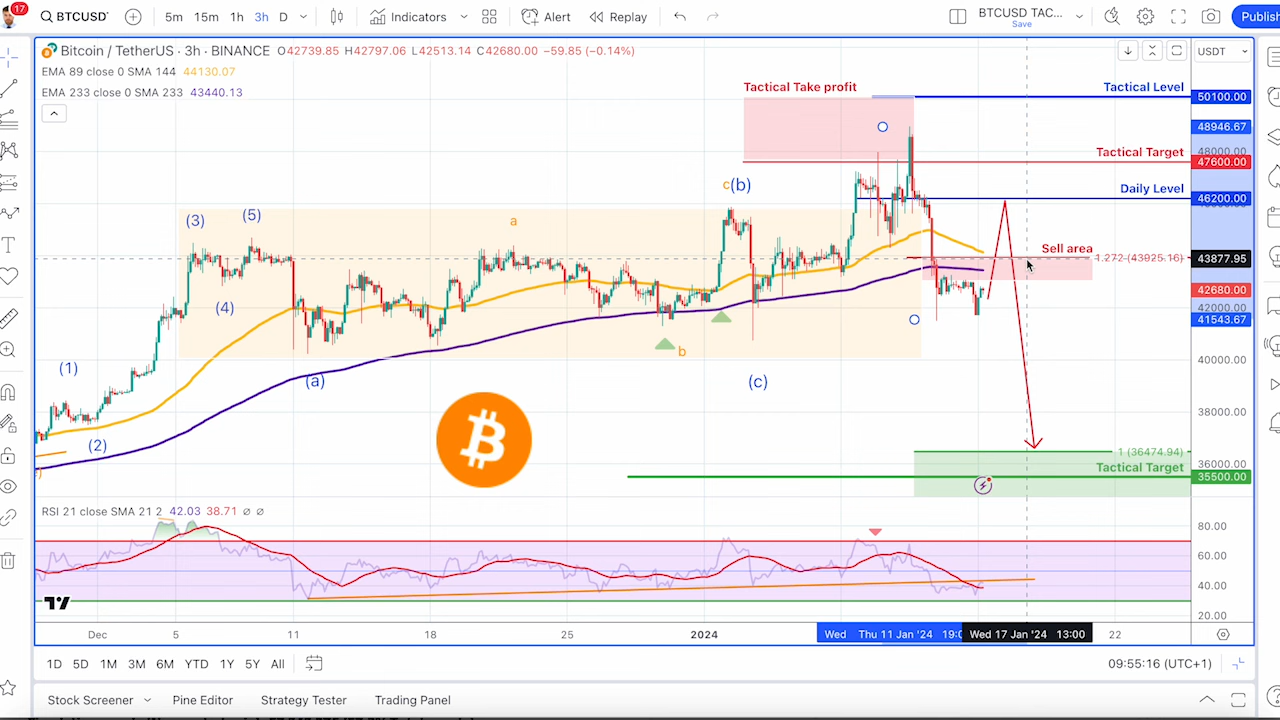 17
BTCUSD
5m 15m 1h 3h D
Indicators
Alert
Replay
BTCUSD TAC...
Save
Publish
Bitcoin / TetherUS · 3h · BINANCE O42739.85 H42797.06 L42513.14 C42680.00 −59.85 (−0.14%)
USDT
EMA 89 close 0 SMA 144 44130.07
EMA 233 close 0 SMA 233 43440.13
Tactical Take profit
Tactical Level
50100.00
48946.67
48000.00
Tactical Target
47600.00
Daily Level
46200.00
c
(b)
(3)
(5)
a
Sell area
1.272 (43925.16)
43877.95
42680.00
42000.00
41543.67
(4)
b
40000.00
(1)
(a)
(c)
38000.00
(2)
1 (36474.94)
36000.00
Tactical Target
35500.00
RSI 21 close SMA 21 2 42.03 38.71 ∅ ∅
80.00
60.00
40.00
20.00
Dec 5 11 18 25 2024 Wed Thu 11 Jan '24 19:0 Wed 17 Jan '24 13:00 22
1D 5D 1M 3M 6M YTD 1Y 5Y All
09:55:16 (UTC+1)
Stock Screener Pine Editor Strategy Tester Trading Panel